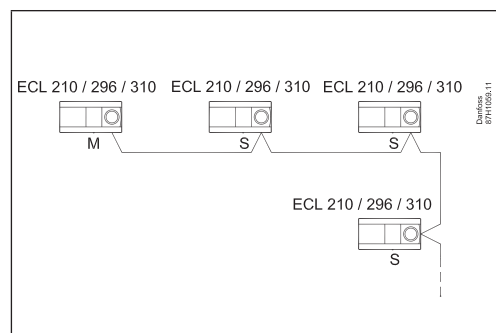 ECL 210 / 296 / 310 ECL 210 / 296 / 310 ECL 210 / 296 / 310
M S S
Danfoss
87H1059.11
ECL 210 / 296 / 310
S